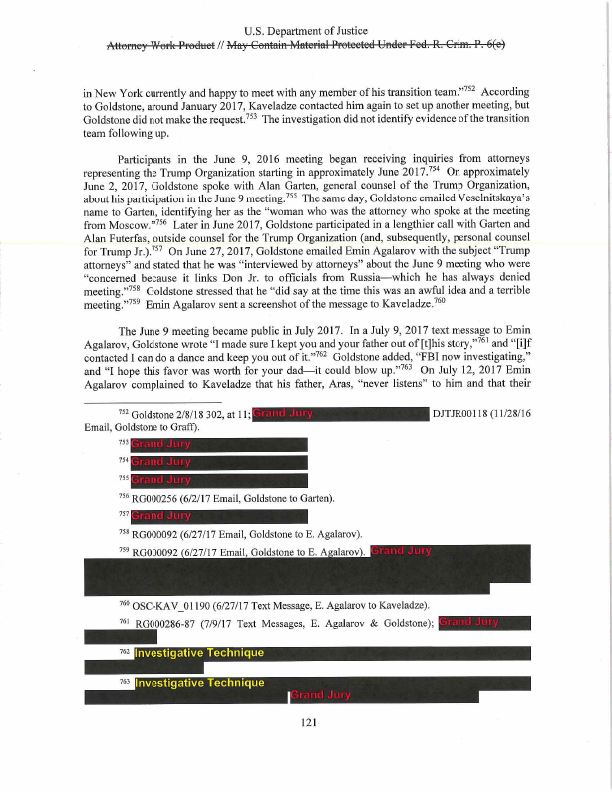 U.S. Department of Justice
Attorney Work Product // May Contain Material Protected Under Fed. R. Crim. P. 6(e)
in New York currently and happy to meet with any member of his transition team.”752 According
to Goldstone, around January 2017, Kaveladze contacted him again to set up another meeting, but
Goldstone did not make the request.753 The investigation did not identify evidence of the transition
team following up.
Participants in the June 9, 2016 meeting began receiving inquiries from attorneys
representing the Trump Organization starting in approximately June 2017.754 On approximately
June 2, 2017, Goldstone spoke with Alan Garten, general counsel of the Trump Organization,
about his participation in the June 9 meeting.755 The same day, Goldstone emailed Veselnitskaya’s
name to Garten, identifying her as the “woman who was the attorney who spoke at the meeting
from Moscow.”756 Later in June 2017, Goldstone participated in a lengthier call with Garten and
Alan Futerfas, outside counsel for the Trump Organization (and, subsequently, personal counsel
for Trump Jr.).757 On June 27, 2017, Goldstone emailed Emin Agalarov with the subject “Trump
attorneys” and stated that he was “interviewed by attorneys” about the June 9 meeting who were
“concerned because it links Don Jr. to officials from Russia—which he has always denied
meeting.”758 Goldstone stressed that he “did say at the time this was an awful idea and a terrible
meeting.”759 Emin Agalarov sent a screenshot of the message to Kaveladze.760
The June 9 meeting became public in July 2017. In a July 9, 2017 text message to Emin
Agalarov, Goldstone wrote “I made sure I kept you and your father out of [t]his story,”761 and “[i]f
contacted I can do a dance and keep you out of it.”762 Goldstone added, “FBI now investigating,”
and “I hope this favor was worth for your dad—it could blow up.”763 On July 12, 2017 Emin
Agalarov complained to Kaveladze that his father, Aras, “never listens” to him and that their
752 Goldstone 2/8/18 302, at 11; Grand Jury DJTJR00118 (11/28/16
Email, Goldstone to Graff).
753 Grand Jury
754 Grand Jury
755 Grand Jury
756 RG000256 (6/2/17 Email, Goldstone to Garten).
757 Grand Jury
758 RG000092 (6/27/17 Email, Goldstone to E. Agalarov).
759 RG000092 (6/27/17 Email, Goldstone to E. Agalarov). Grand Jury
760 OSC-KAV_01190 (6/27/17 Text Message, E. Agalarov to Kaveladze).
761 RG000286-87 (7/9/17 Text Messages, E. Agalarov & Goldstone); Grand Jury
762 Investigative Technique
763 Investigative Technique
Grand Jury
121